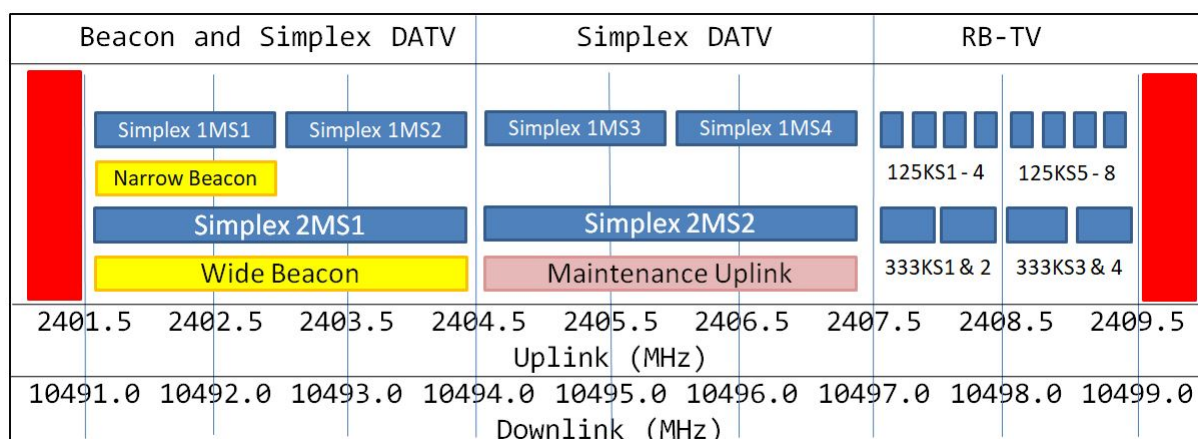 Beacon and Simplex DATV Simplex DATV RB-TV
Simplex 1MS1 Simplex 1MS2 Simplex 1MS3 Simplex 1MS4
Narrow Beacon 125KS1 - 4 125KS5 - 8
Simplex 2MS1 Simplex 2MS2
Wide Beacon Maintenance Uplink 333KS1 & 2 333KS3 & 4
2401.5 2402.5 2403.5 2404.5 2405.5 2406.5 2407.5 2408.5 2409.5
Uplink (MHz)
10491.0 10492.0 10493.0 10494.0 10495.0 10496.0 10497.0 10498.0 10499.0
Downlink (MHz)